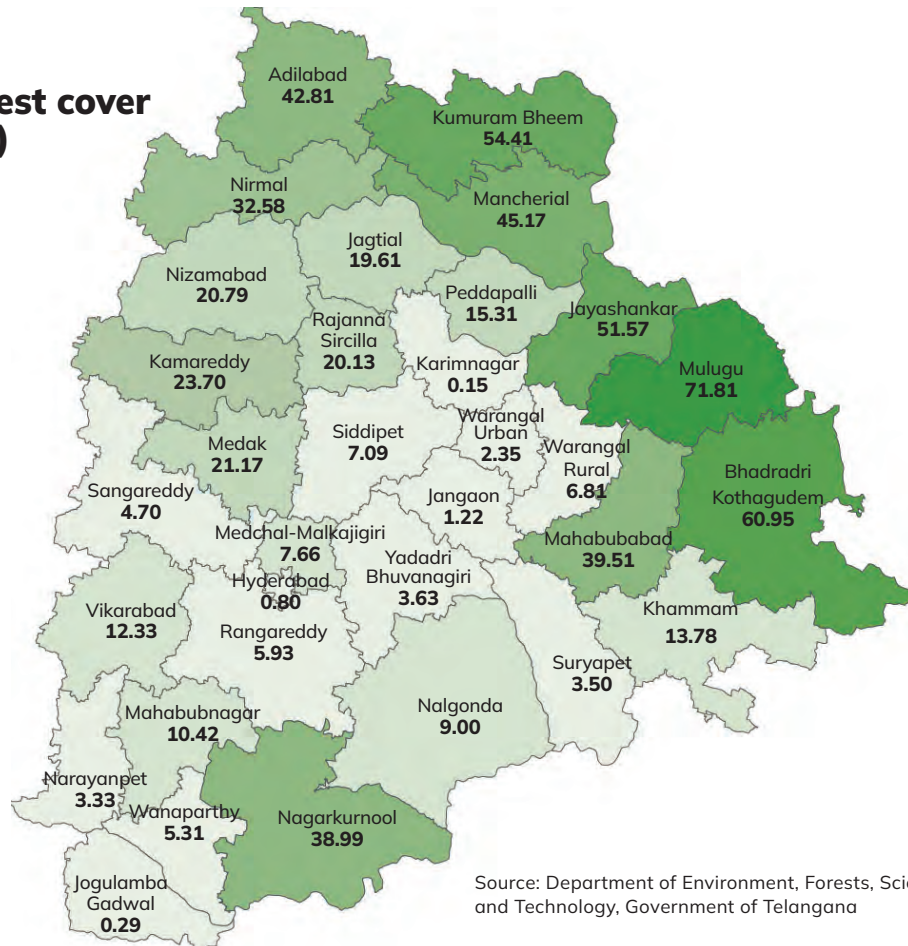 est cover
)
Adilabad
42.81
Kumuram Bheem
54.41
Nirmal
32.58
Mancherial
45.17
Jagtial
19.61
Nizamabad
20.79
Peddapalli
15.31
Jayashankar
51.57
Rajanna
Sircilla
20.13
Kamareddy
23.70
Karimnagar
0.15
Mulugu
71.81
Siddipet
7.09
Warangal
Urban
2.35
Warangal
Rural
6.81
Medak
21.17
Bhadradri
Kothagudem
60.95
Sangareddy
4.70
Jangaon
1.22
Medchal-Malkajigiri
7.66
Mahabubabad
39.51
Yadadri
Bhuvanagiri
3.63
Hyderabad
0.80
Vikarabad
12.33
Khammam
13.78
Rangareddy
5.93
Suryapet
3.50
Nalgonda
9.00
Mahabubnagar
10.42
Narayanpet
3.33
Wanaparthy
5.31
Nagarkurnool
38.99
Jogulamba
Gadwal
0.29
Source: Department of Environment, Forests, Scie
and Technology, Government of Telangana